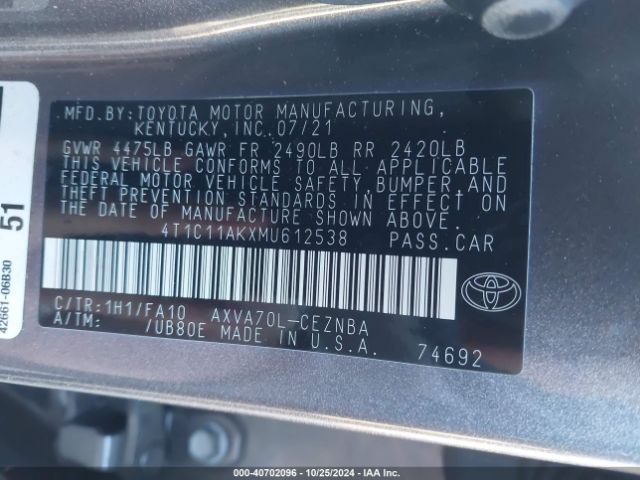 MFD.BY:TOYOTA MOTOR MANUFACTURING,
KENTUCKY,INC.07/21
GVWR 4475LB GAWR FR 2490LB RR 2420LB
THIS VEHICLE CONFORMS TO ALL APPLICABLE
FEDERAL MOTOR VEHICLE SAFETY, BUMPER, AND
THEFT PREVENTION STANDARDS IN EFFECT ON
THE DATE OF MANUFACTURE SHOWN ABOVE.
4T1C11AKXMU612538 PASS.CAR
C/TR:1H1/FA10 AXVA70L-CEZNBA
A/TM: /UB80E MADE IN U.S.A. 74692
51
42661-06B30
000-40702096 • 10/25/2024 • IAA Inc.